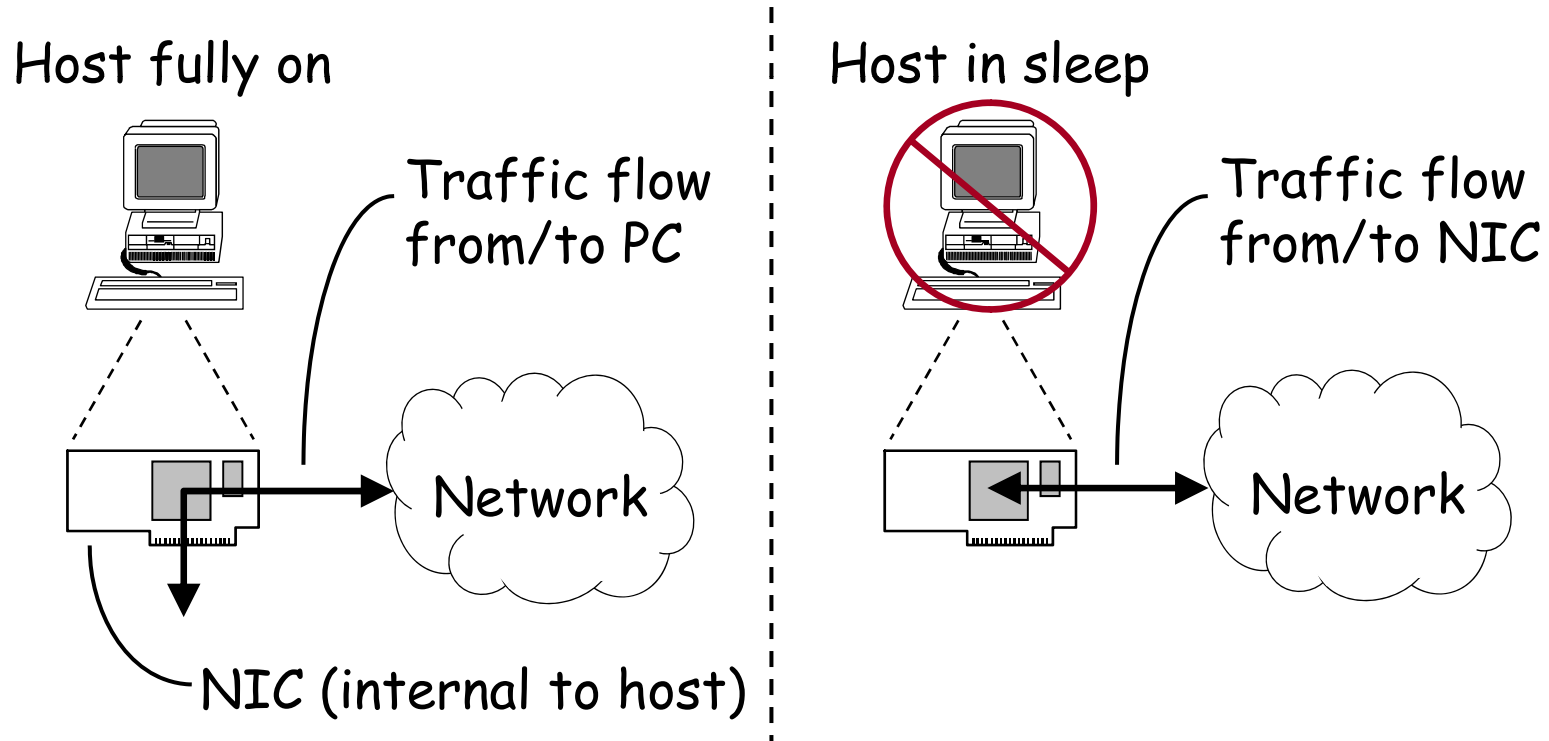 Host fully on
Traffic flow
from/to PC
Network
NIC (internal to host)
Host in sleep
Traffic flow
from/to NIC
Network